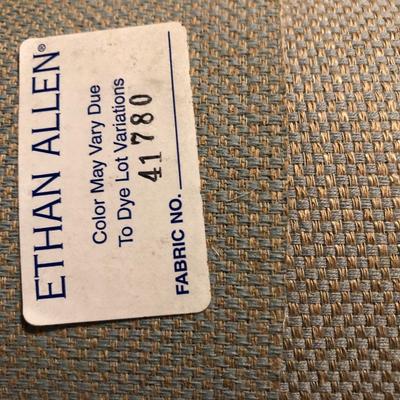 ETHAN ALLEN®
Color May Vary Due
To Dye Lot Variations
41780
FABRIC NO.